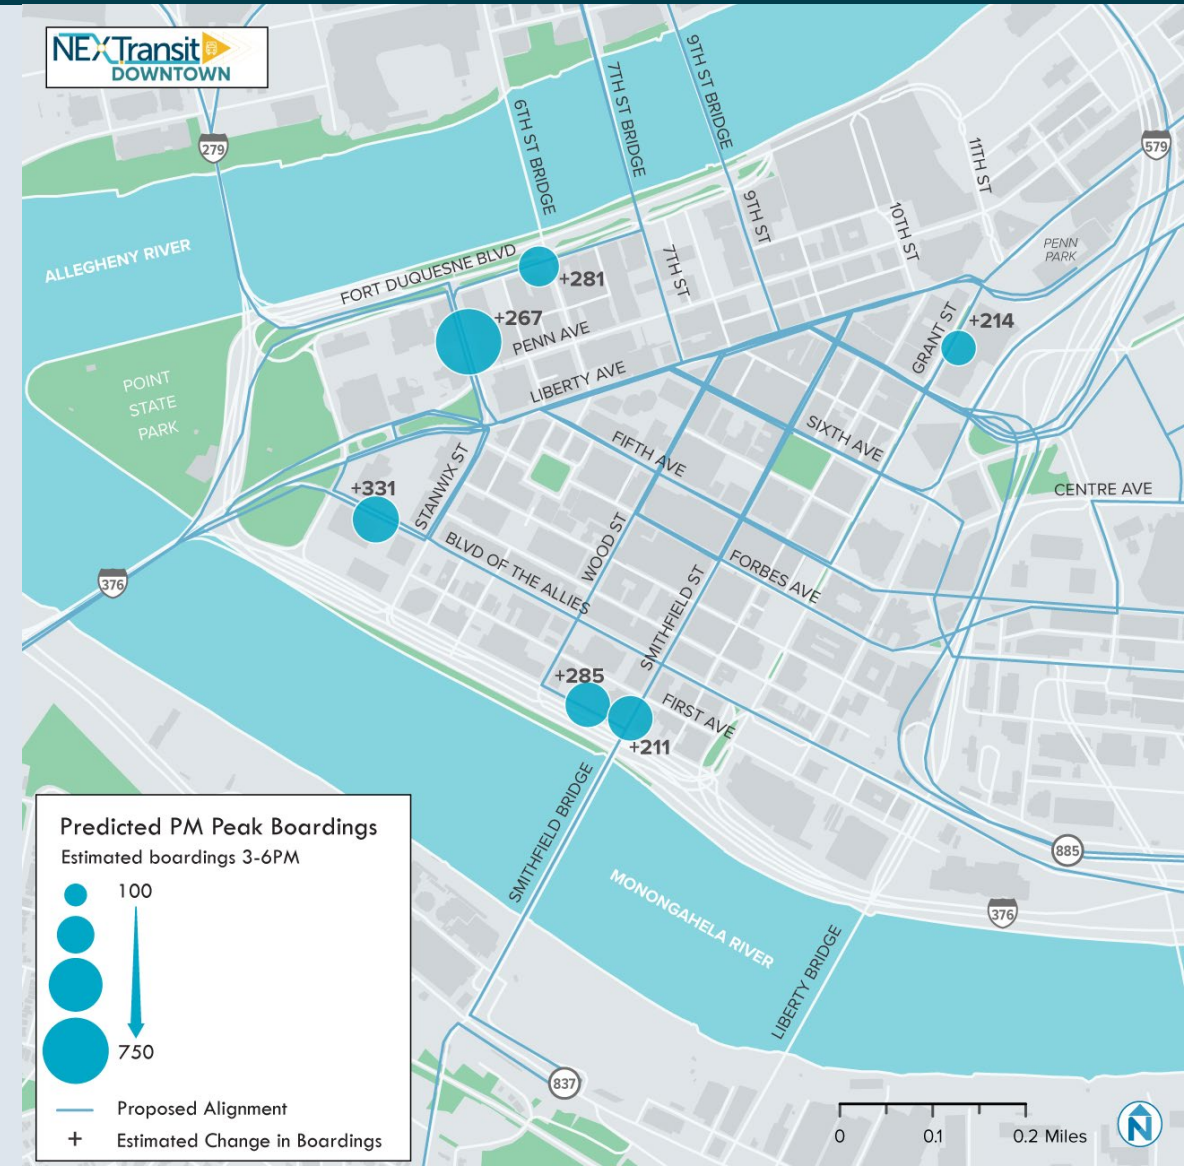 NEXTransit
DOWNTOWN
279
579
6TH ST BRIDGE
7TH ST BRIDGE
9TH ST BRIDGE
11TH ST
10TH ST
9TH ST
7TH ST
ALLEGHENY RIVER
FORT DUQUESNE BLVD
PENN
PARK
+281
+267
PENN AVE
GRANT ST
+214
LIBERTY AVE
POINT
STATE
PARK
SIXTH AVE
FIFTH AVE
STANWIX ST
+331
CENTRE AVE
WOOD ST
BLVD OF THE ALLIES
FORBES AVE
SMITHFIELD ST
376
+285
FIRST AVE
+211
SMITHFIELD BRIDGE
MONONGAHELA RIVER
LIBERTY BRIDGE
885
376
837
Predicted PM Peak Boardings
Estimated boardings 3-6PM
100
750
Proposed Alignment
+ Estimated Change in Boardings
0 0.1 0.2 Miles
N